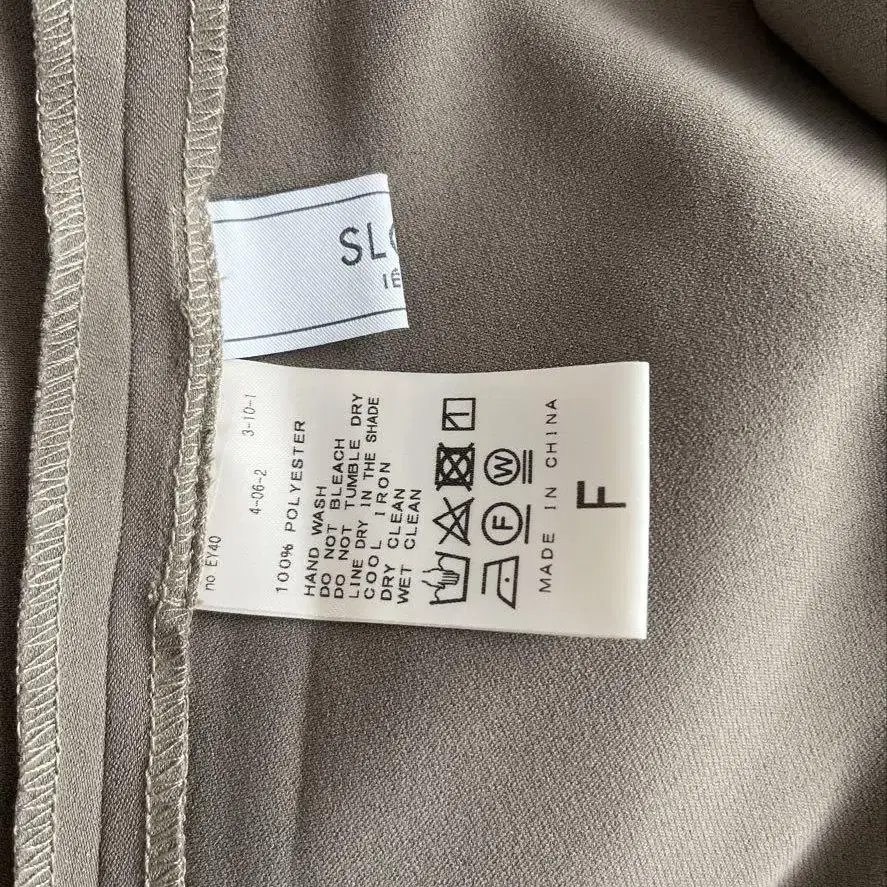 SL
no EY40 4-06-2 3-10-1
100% POLYESTER
HAND WASH
DO NOT BLEACH
DO NOT TUMBLE DRY
LINE DRY IN THE SHADE
COOL IRON
DRY CLEAN
WET CLEAN
F W
MADE IN CHINA
F